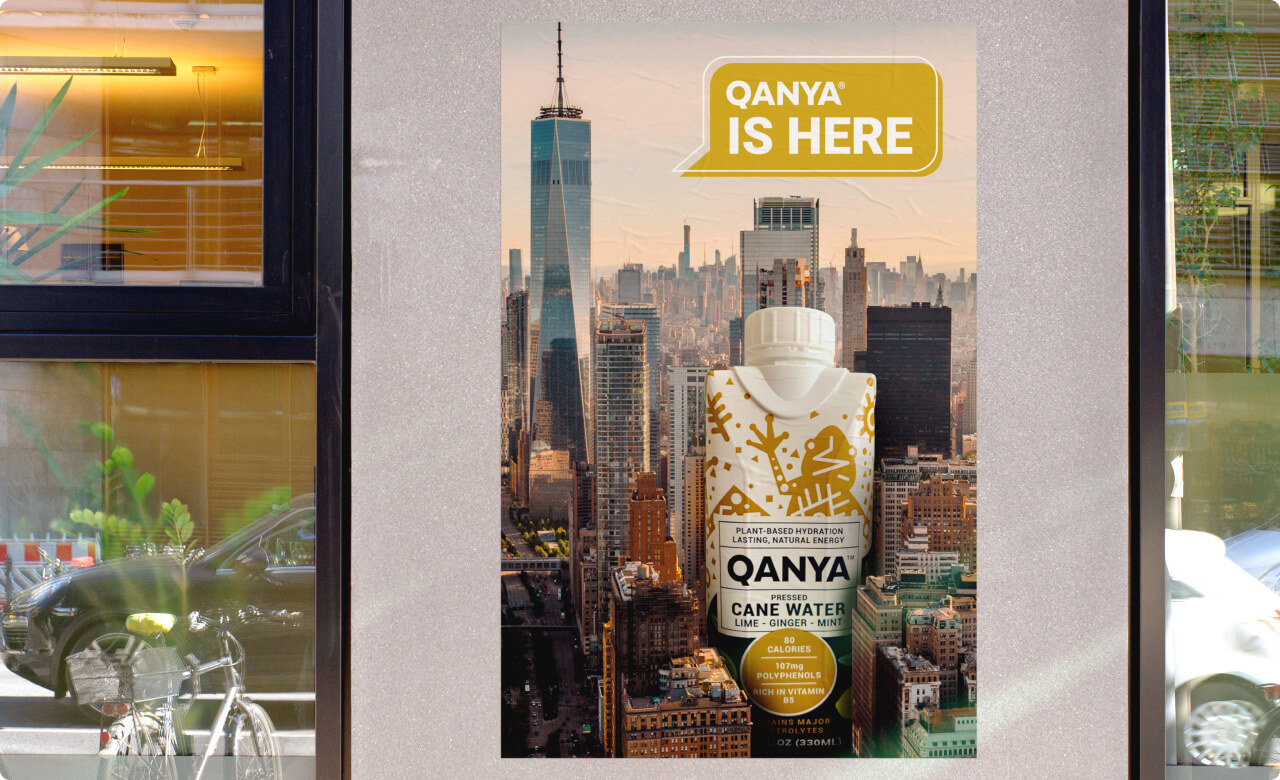 QANYA®
IS HERE
PLANT-BASED HYDRATION
LASTING, NATURAL ENERGY
QANYA™
PRESSED
CANE WATER
LIME - GINGER - MINT
80
CALORIES
107mg
POLYPHENOLS
RICH IN VITAMIN
B5
MAJOR
OZ (330ML)